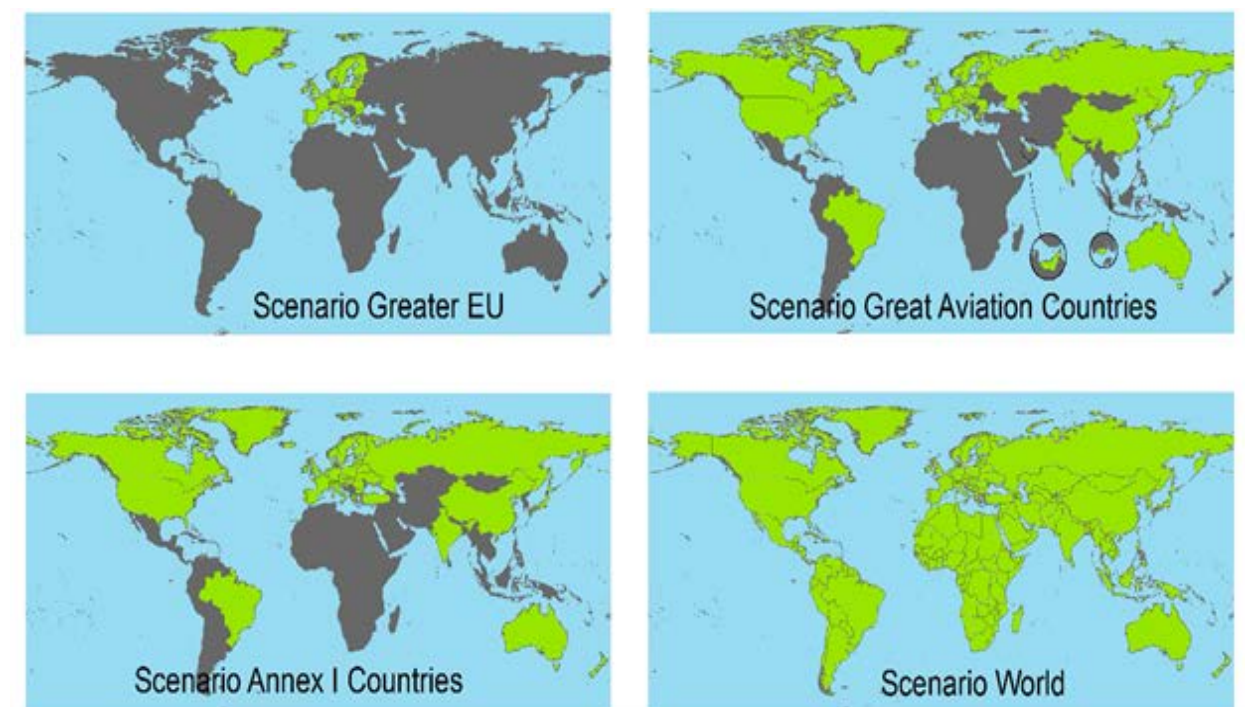 Scenario Greater EU
Scenario Great Aviation Countries
Scenario Annex I Countries
Scenario World